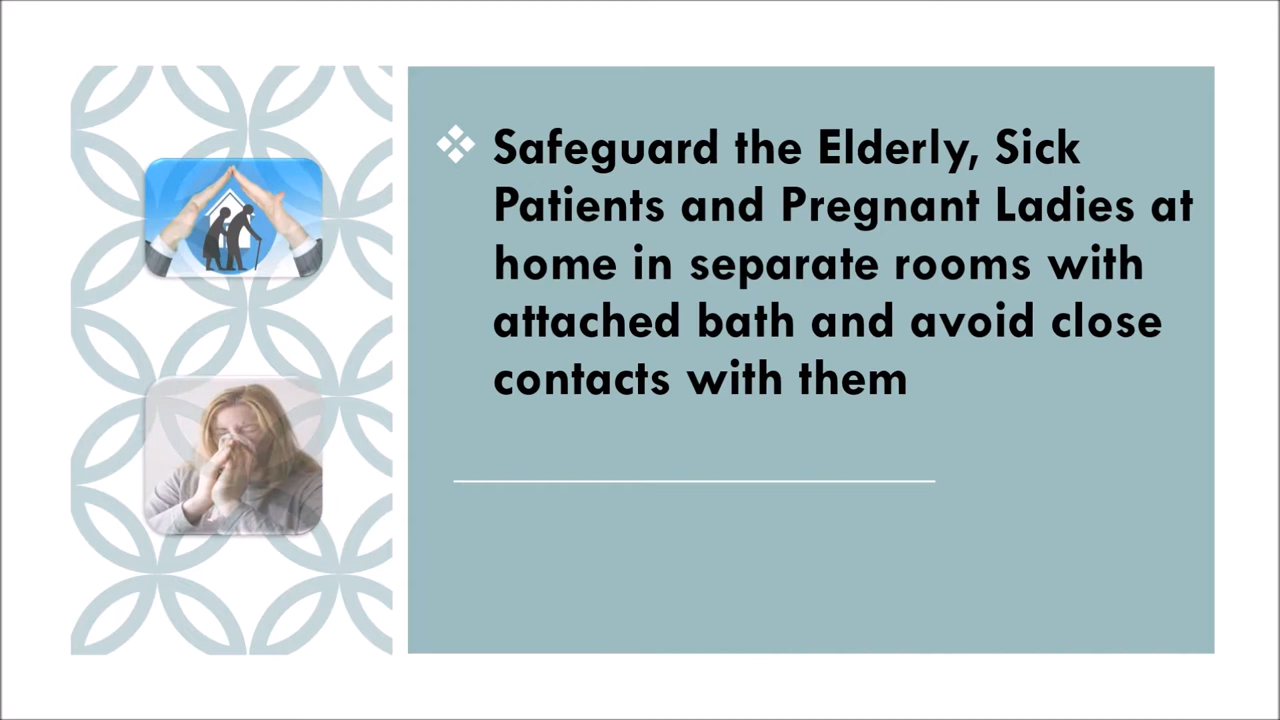 Safeguard the Elderly, Sick
Patients and Pregnant Ladies at
home in separate rooms with
attached bath and avoid close
contacts with them